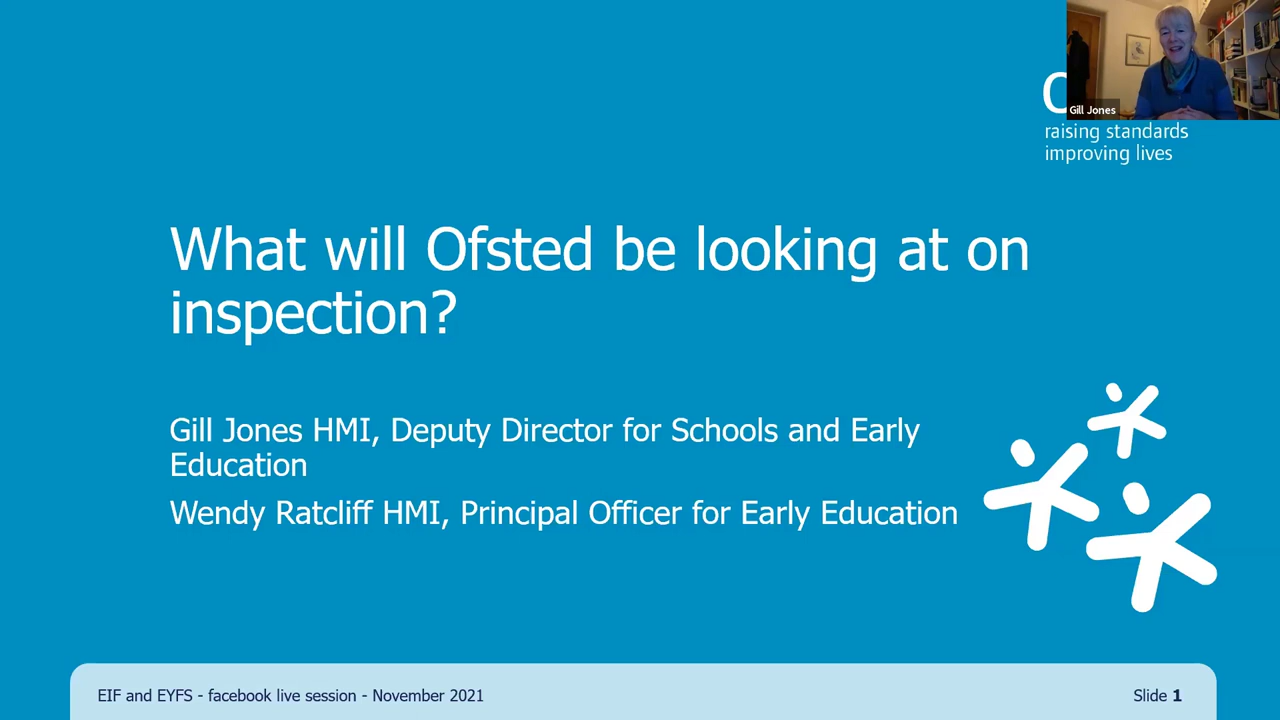 Gill Jones
raising standards
improving lives
What will Ofsted be looking at on
inspection?
Gill Jones HMI, Deputy Director for Schools and Early
Education
Wendy Ratcliff HMI, Principal Officer for Early Education
EIF and EYFS - facebook live session - November 2021
Slide 1